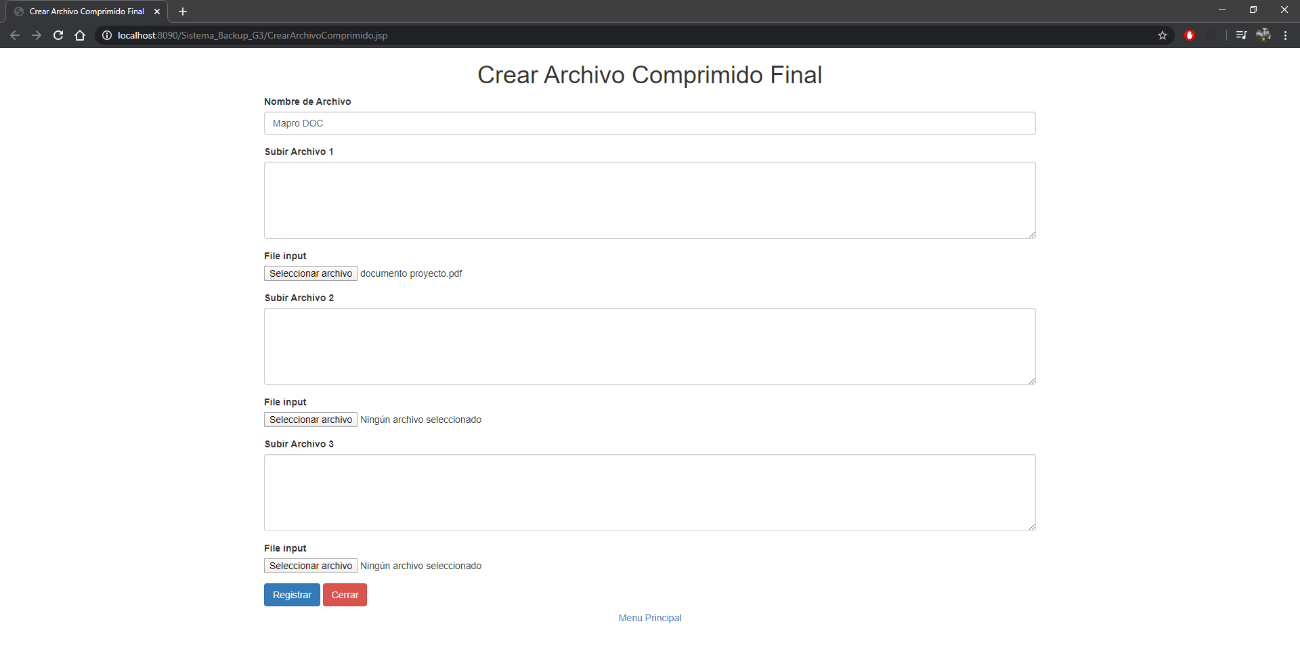 Crear Archivo Comprimido Final
localhost:8090/Sistema_Backup_G3/CrearArchivoComprimido.jsp
Crear Archivo Comprimido Final
Nombre de Archivo
Mapro DOC
Subir Archivo 1
File input
Seleccionar archivo documento proyecto.pdf
Subir Archivo 2
File input
Seleccionar archivo Ningún archivo seleccionado
Subir Archivo 3
File input
Seleccionar archivo Ningún archivo seleccionado
Registrar Cerrar
Menu Principal